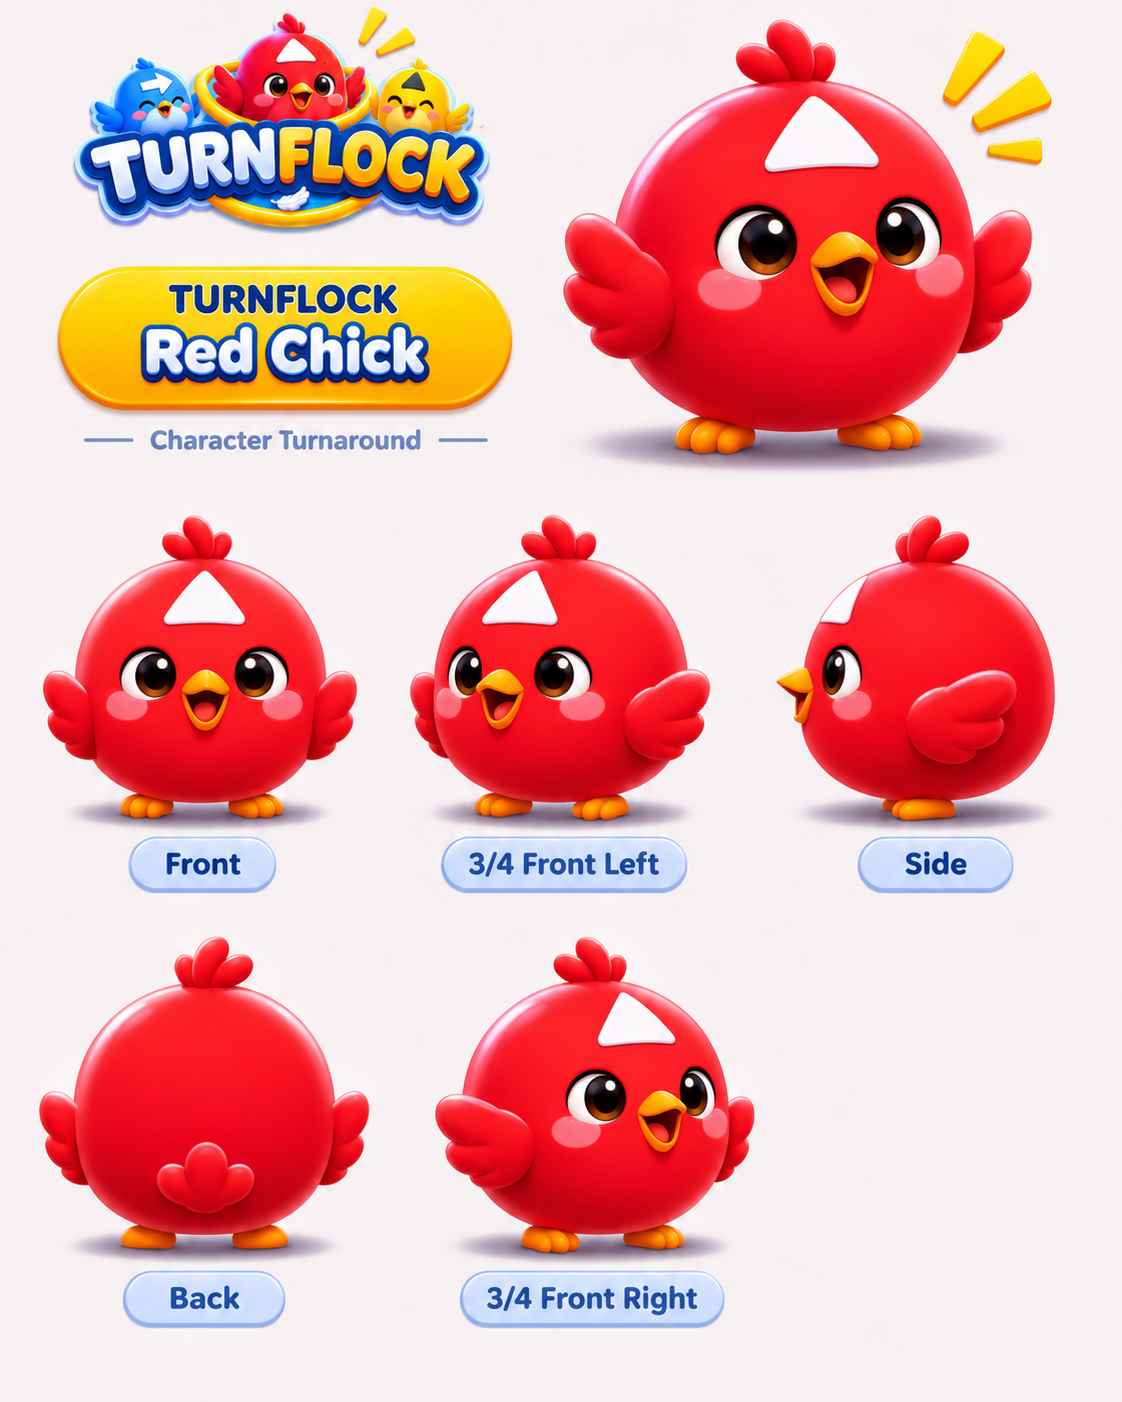 TURNFLOCK
TURNFLOCK
Red Chick
Character Turnaround
Front
3/4 Front Left
Side
Back
3/4 Front Right